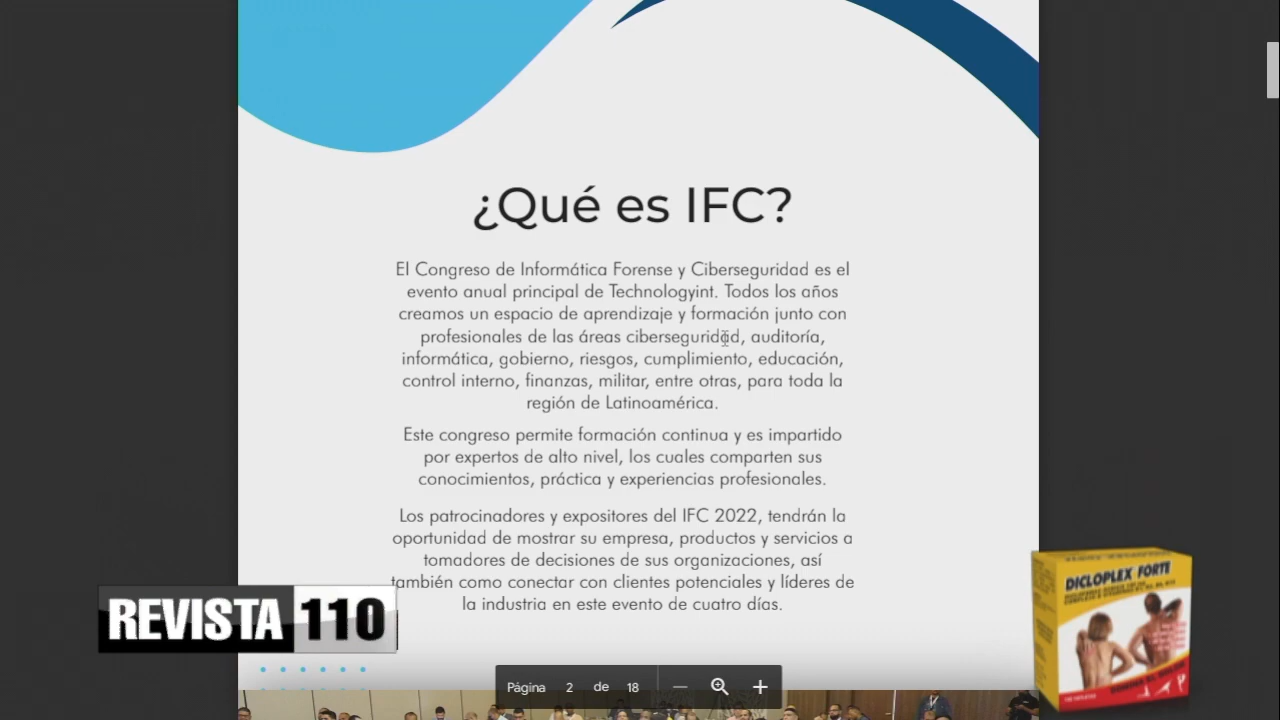 ¿Qué es IFC?
El Congreso de Informática Forense y Ciberseguridad es el
evento anual principal de Technologyint. Todos los años
creamos un espacio de aprendizaje y formación junto con
profesionales de las áreas ciberseguridad, auditoría,
informática, gobierno, riesgos, cumplimiento, educación,
control interno, finanzas, militar, entre otras, para toda la
región de Latinoamérica.
Este congreso permite formación continua y es impartido
por expertos de alto nivel, los cuales comparten sus
conocimientos, práctica y experiencias profesionales.
Los patrocinadores y expositores del IFC 2022, tendrán la
oportunidad de mostrar su empresa, productos y servicios a
tomadores de decisiones de sus organizaciones, así
también como conectar con clientes potenciales y líderes de
la industria en este evento de cuatro días.
REVISTA 110
DICLOPLEX FORTE
Página 2 de 18